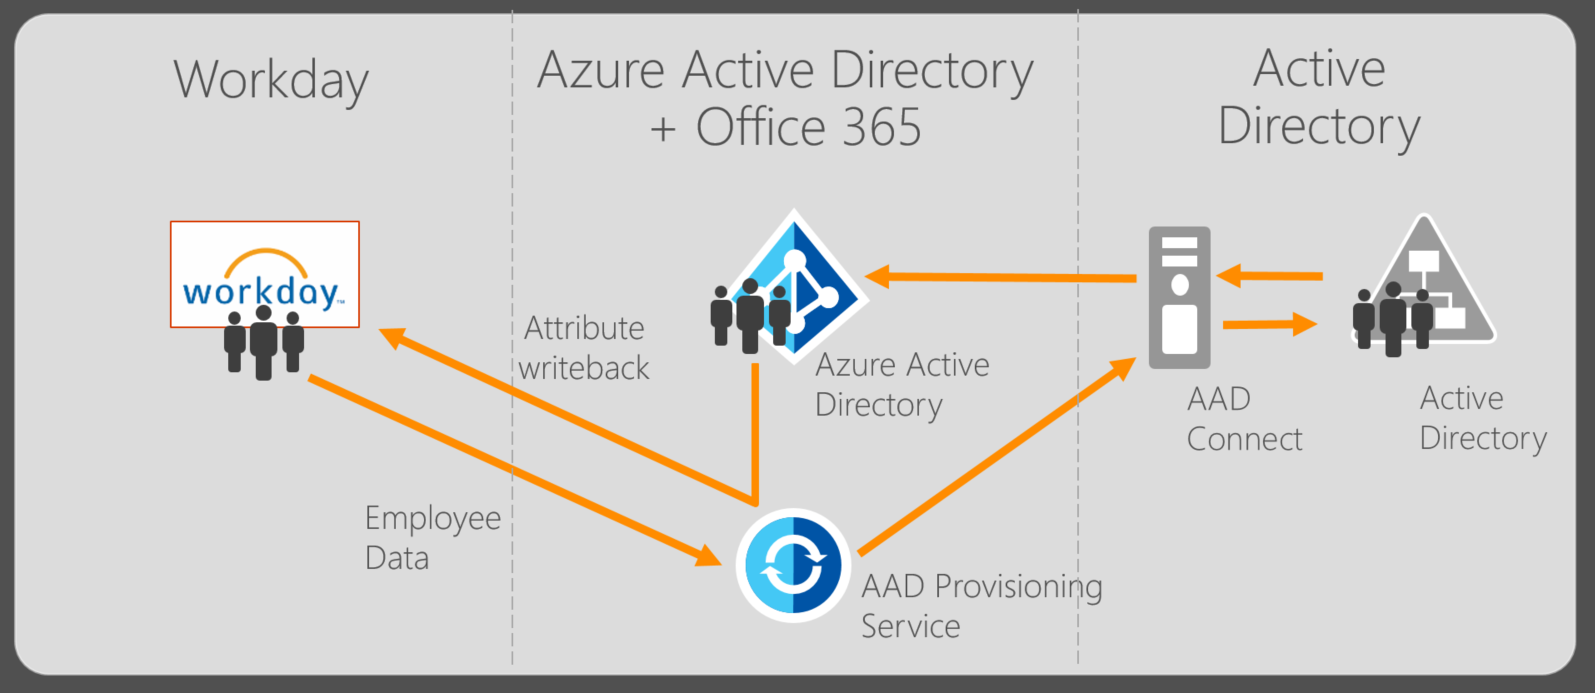 Workday
Azure Active Directory
+ Office 365
Active
Directory
workday™
Attribute
writeback
Azure Active
Directory
AAD
Connect
Active
Directory
Employee
Data
AAD Provisioning
Service